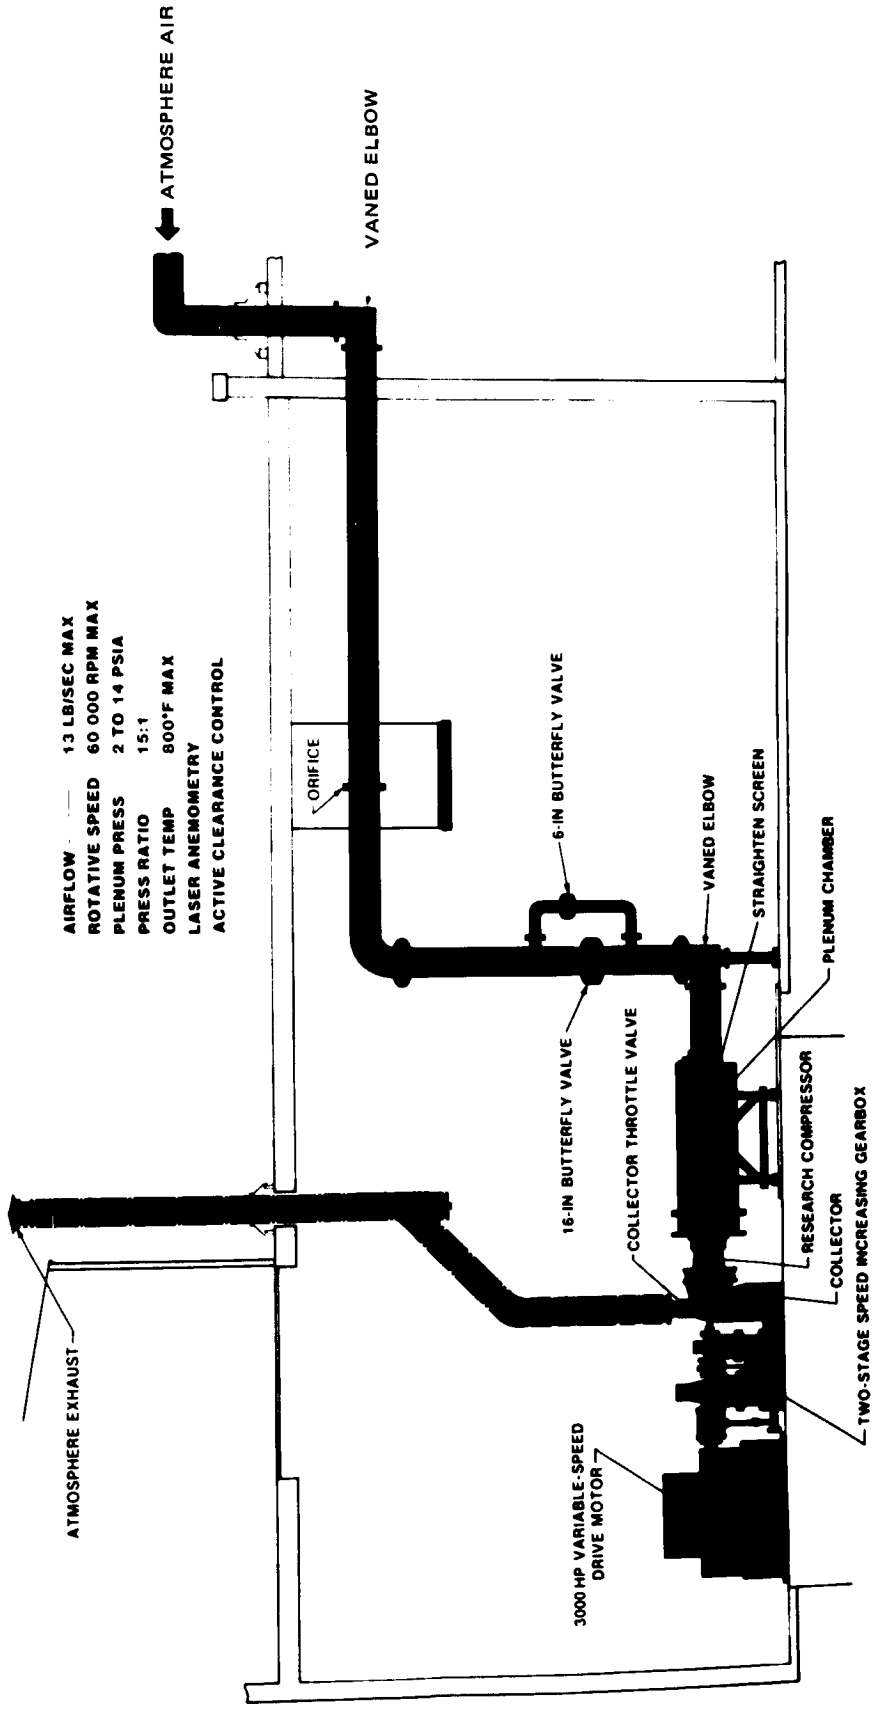 AIRFLOW 13 LB/SEC MAX
ROTATIVE SPEED 60 000 RPM MAX
PLENUM PRESS 2 TO 14 PSIA
PRESS RATIO 15:1
OUTLET TEMP 800°F MAX
LASER ANEMOMETRY
ACTIVE CLEARANCE CONTROL
ATMOSPHERE EXHAUST
ATMOSPHERE AIR
VANED ELBOW
ORIFICE
6-IN BUTTERFLY VALVE
16-IN BUTTERFLY VALVE
COLLECTOR THROTTLE VALVE
3000 HP VARIABLE-SPEED
DRIVE MOTOR
VANED ELBOW
STRAIGHTEN SCREEN
PLENUM CHAMBER
RESEARCH COMPRESSOR
COLLECTOR
TWO-STAGE SPEED INCREASING GEARBOX